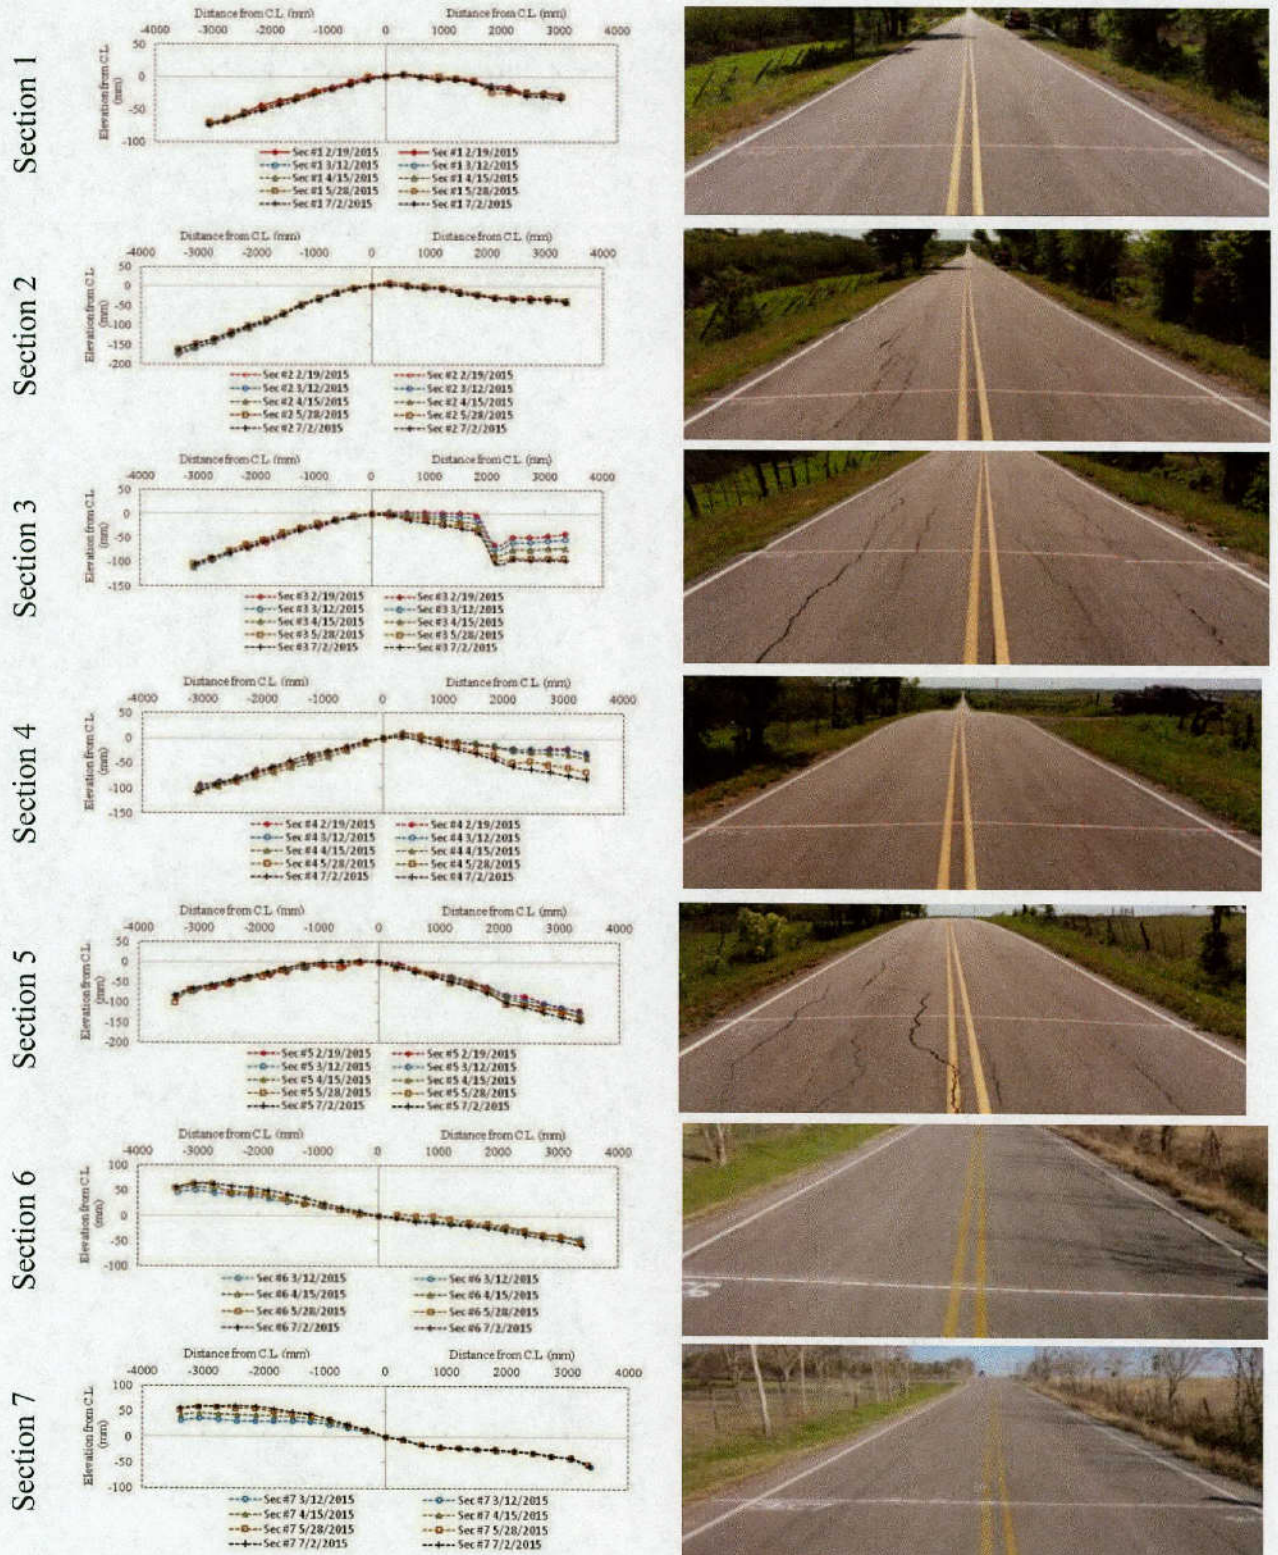 Section 1
Distance from C.L. (mm) Distance from C.L. (mm)
-4000 -3000 -2000 -1000 0 1000 2000 3000 4000
Elevation from C.L. (mm)
50
0
-50
-100
Sec #1 2/19/2015 Sec #1 2/19/2015
Sec #1 3/12/2015 Sec #1 3/12/2015
Sec #1 4/15/2015 Sec #1 4/15/2015
Sec #1 5/28/2015 Sec #1 5/28/2015
Sec #1 7/2/2015 Sec #1 7/2/2015
Section 2
Distance from C.L. (mm) Distance from C.L. (mm)
-4000 -3000 -2000 -1000 0 1000 2000 3000 4000
Elevation from C.L. (mm)
50
0
-50
-100
-150
-200
Sec #2 2/19/2015 Sec #2 2/19/2015
Sec #2 3/12/2015 Sec #2 3/12/2015
Sec #2 4/15/2015 Sec #2 4/15/2015
Sec #2 5/28/2015 Sec #2 5/28/2015
Sec #2 7/2/2015 Sec #2 7/2/2015
Section 3
Distance from C.L. (mm) Distance from C.L. (mm)
-4000 -3000 -2000 -1000 0 1000 2000 3000 4000
Elevation from C.L. (mm)
50
0
-50
-100
-150
Sec #3 2/19/2015 Sec #3 2/19/2015
Sec #3 3/12/2015 Sec #3 3/12/2015
Sec #3 4/15/2015 Sec #3 4/15/2015
Sec #3 5/28/2015 Sec #3 5/28/2015
Sec #3 7/2/2015 Sec #3 7/2/2015
Section 4
Distance from C.L. (mm) Distance from C.L. (mm)
-4000 -3000 -2000 -1000 0 1000 2000 3000 4000
Elevation from C.L. (mm)
50
0
-50
-100
-150
Sec #4 2/19/2015 Sec #4 2/19/2015
Sec #4 3/12/2015 Sec #4 3/12/2015
Sec #4 4/15/2015 Sec #4 4/15/2015
Sec #4 5/28/2015 Sec #4 5/28/2015
Sec #4 7/2/2015 Sec #4 7/2/2015
Section 5
Distance from C.L. (mm) Distance from C.L. (mm)
-4000 -3000 -2000 -1000 0 1000 2000 3000 4000
Elevation from C.L. (mm)
50
0
-50
-100
-150
-200
Sec #5 2/19/2015 Sec #5 2/19/2015
Sec #5 3/12/2015 Sec #5 3/12/2015
Sec #5 4/15/2015 Sec #5 4/15/2015
Sec #5 5/28/2015 Sec #5 5/28/2015
Sec #5 7/2/2015 Sec #5 7/2/2015
Section 6
Distance from C.L. (mm) Distance from C.L. (mm)
-4000 -3000 -2000 -1000 0 1000 2000 3000 4000
Elevation from C.L. (mm)
100
50
0
-50
-100
Sec #6 3/12/2015 Sec #6 3/12/2015
Sec #6 4/15/2015 Sec #6 4/15/2015
Sec #6 5/28/2015 Sec #6 5/28/2015
Sec #6 7/2/2015 Sec #6 7/2/2015
Section 7
Distance from C.L. (mm) Distance from C.L. (mm)
-4000 -3000 -2000 -1000 0 1000 2000 3000 4000
Elevation from C.L. (mm)
100
50
0
-50
-100
Sec #7 3/12/2015 Sec #7 3/12/2015
Sec #7 4/15/2015 Sec #7 4/15/2015
Sec #7 5/28/2015 Sec #7 5/28/2015
Sec #7 7/2/2015 Sec #7 7/2/2015